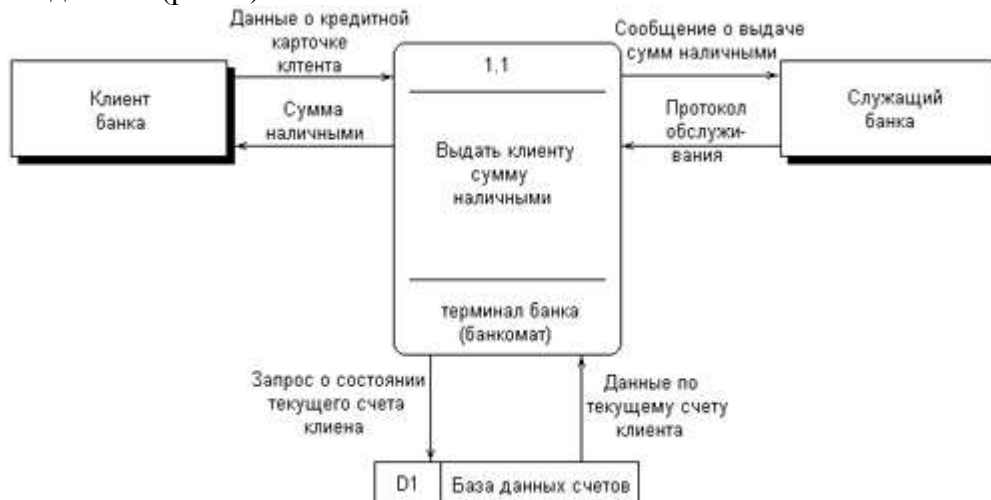 Данные о кредитной
карточке
клтента
Клиент
банка
Сумма
наличными
1.1
Выдать клиенту
сумму
наличными
терминал банка
(банкомат)
Сообщение о выдаче
сумм наличными
Протокол
обслужи-
вания
Служащий
банка
Запрос о состоянии
текущего счета
клиена
Данные по
текущему счету
клиента
D1
База данных счетов